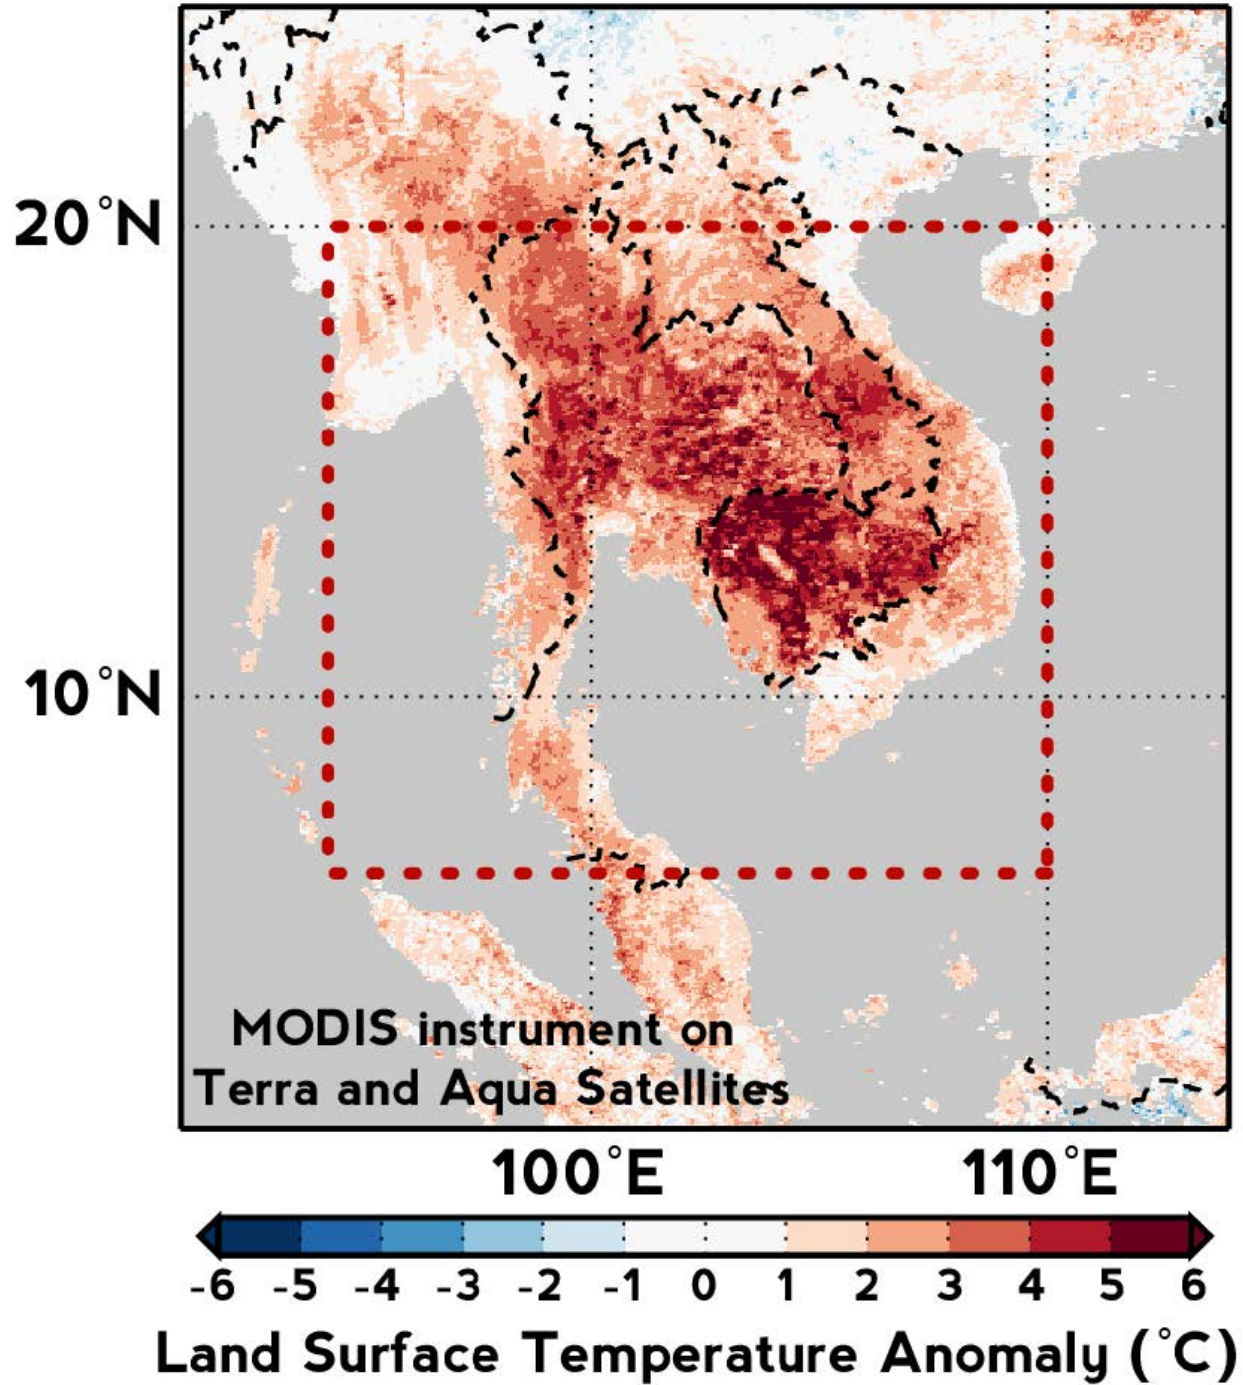 20°N
10°N
MODIS instrument on
Terra and Aqua Satellites
100°E 110°E
-6 -5 -4 -3 -2 -1 0 1 2 3 4 5 6
Land Surface Temperature Anomaly (°C)